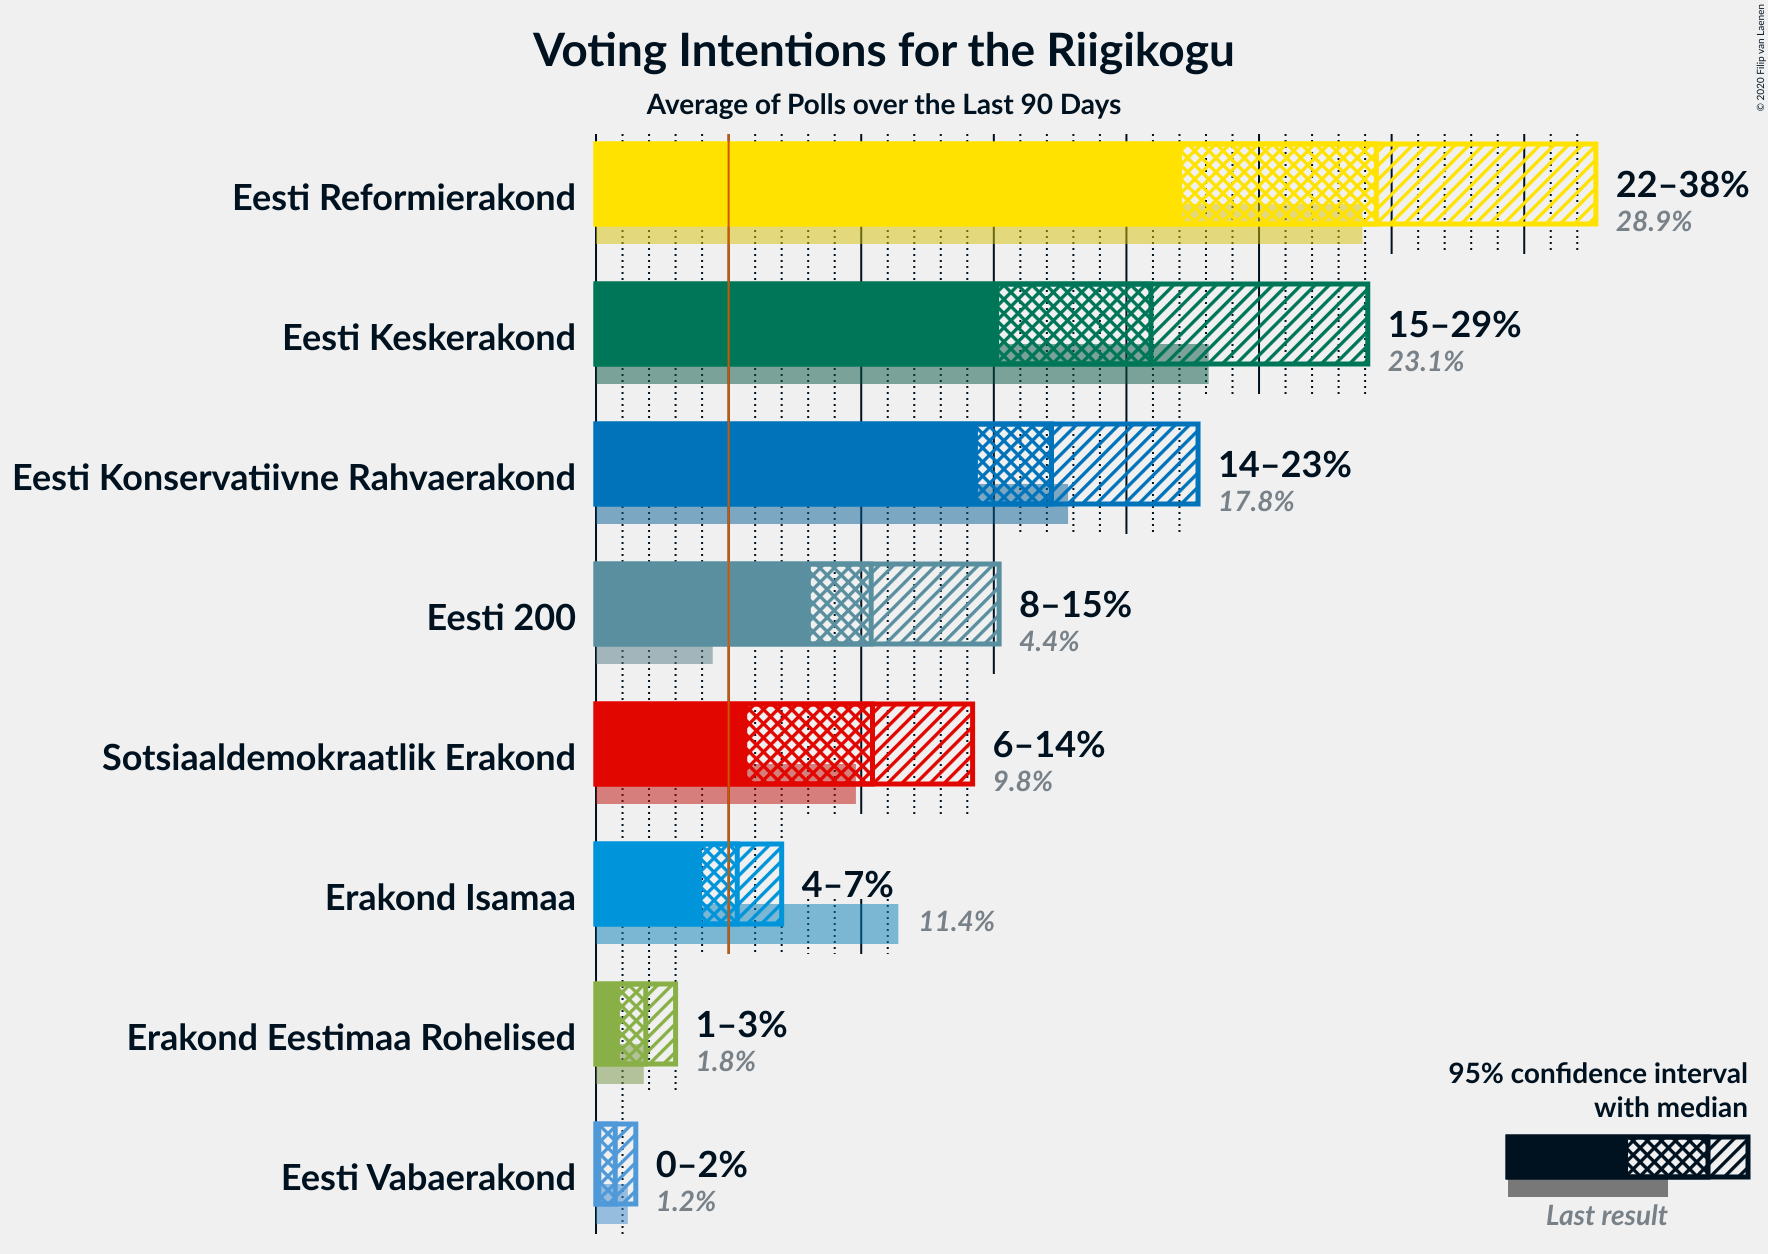 Voting Intentions for the Riigikogu
Average of Polls over the Last 90 Days
© 2020 Filip van Laenen
Eesti Reformierakond
22–38%
28.9%
Eesti Keskerakond
15–29%
23.1%
Eesti Konservatiivne Rahvaerakond
14–23%
17.8%
Eesti 200
8–15%
4.4%
Sotsiaaldemokraatlik Erakond
6–14%
9.8%
Erakond Isamaa
4–7%
11.4%
Erakond Eestimaa Rohelised
1–3%
1.8%
Eesti Vabaerakond
0–2%
1.2%
95% confidence interval
with median
Last result